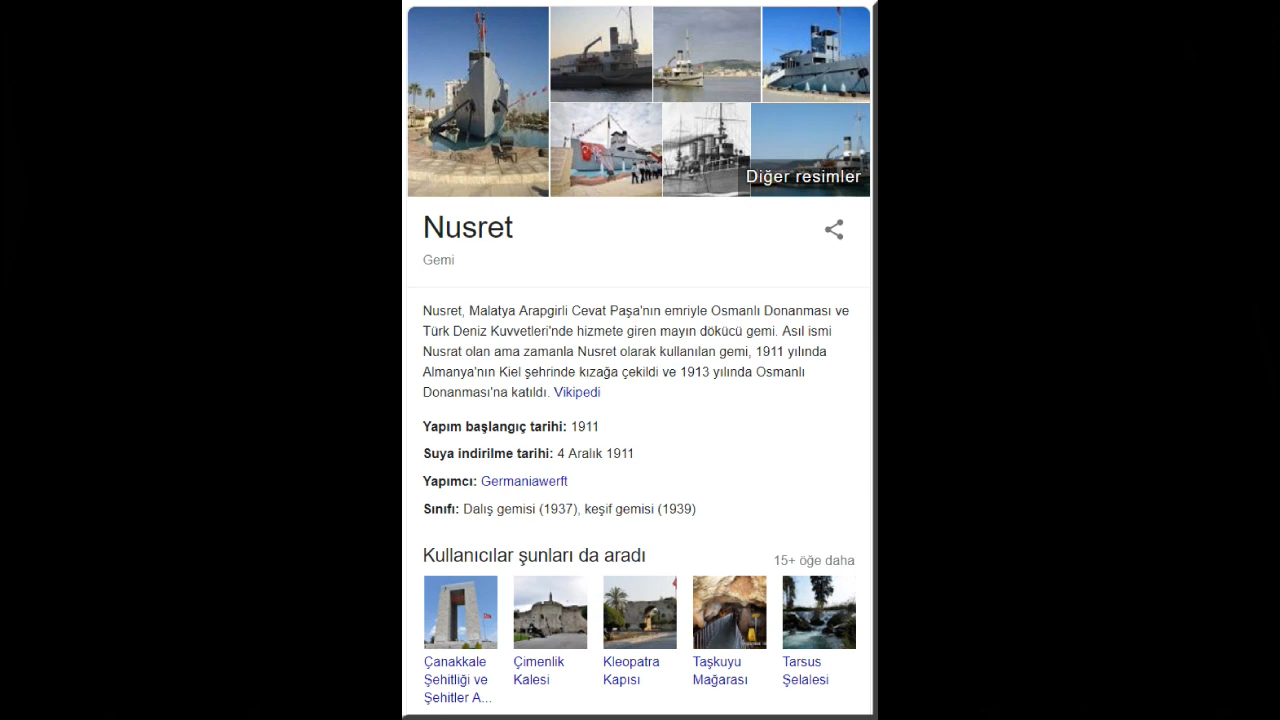 Diğer resimler
Nusret
Gemi
Nusret, Malatya Arapgirli Cevat Paşa'nın emriyle Osmanlı Donanması ve
Türk Deniz Kuvvetleri'nde hizmete giren mayın dökücü gemi. Asıl ismi
Nusrat olan ama zamanla Nusret olarak kullanılan gemi, 1911 yılında
Almanya'nın Kiel şehrinde kızağa çekildi ve 1913 yılında Osmanlı
Donanması'na katıldı. Vikipedi
Yapım başlangıç tarihi: 1911
Suya indirilme tarihi: 4 Aralık 1911
Yapımcı: Germaniawerft
Sınıfı: Dalış gemisi (1937), keşif gemisi (1939)
Kullanıcılar şunları da aradı
15+ öğe daha
Çanakkale
Şehitliği ve
Şehitler A...
Çimenlik
Kalesi
Kleopatra
Kapısı
Taşkuyu
Mağarası
Tarsus
Şelalesi